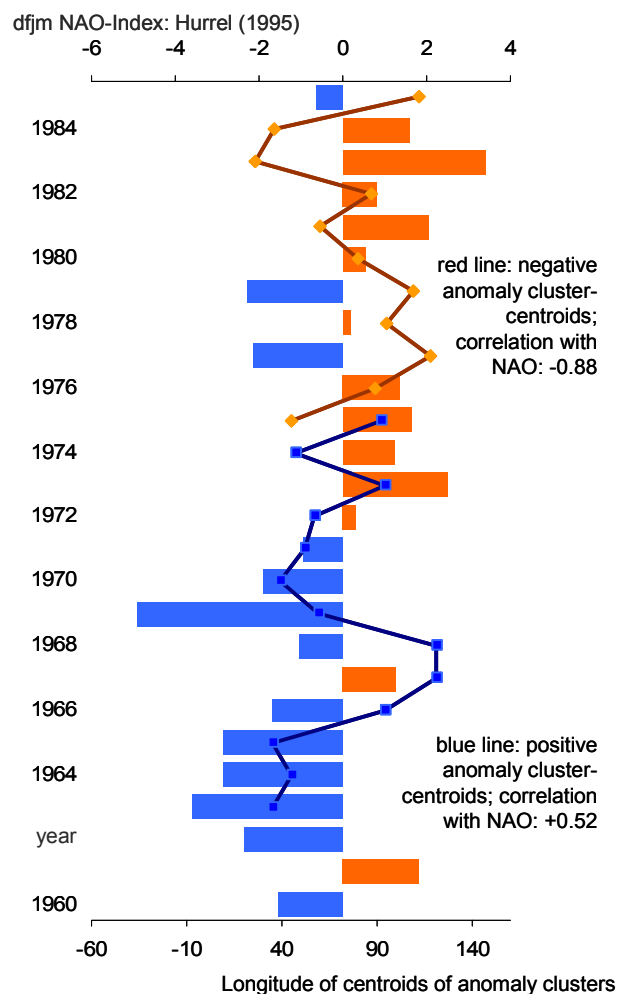 dfjm NAO-Index: Hurrel (1995)
-6 -4 -2 0 2 4
1984
1982
1980
red line: negative
anomaly cluster-
centroids;
correlation with
NAO: -0.88
1978
1976
1974
1972
1970
1968
1966
blue line: positive
anomaly cluster-
centroids; correlation
with NAO: +0.52
1964
year
1960
-60 -10 40 90 140
Longitude of centroids of anomaly clusters